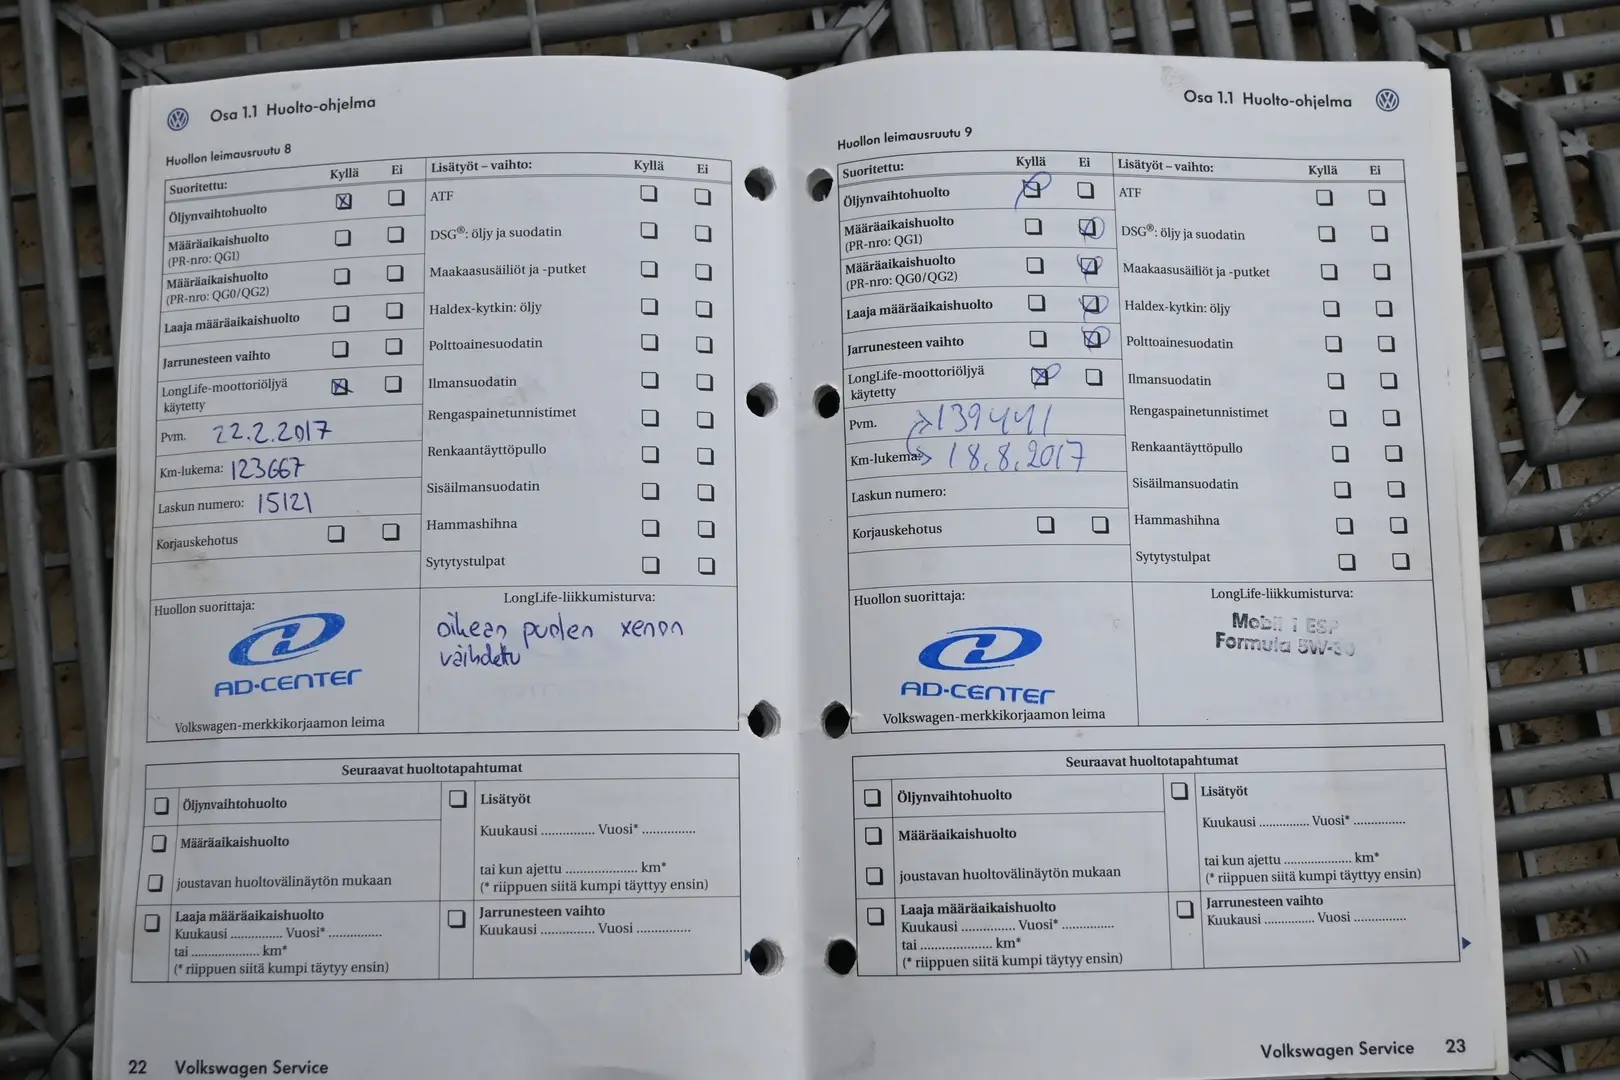 Osa 1.1 Huolto-ohjelma
Huollon leimausruutu 8
Suoritettu: Kyllä Ei
Öljynvaihtohuolto
Määräaikaishuolto
(PR-nro: QG1)
Määräaikaishuolto
(PR-nro: QG0/QG2)
Laaja määräaikaishuolto
Jarrunesteen vaihto
LongLife-moottoriöljyä
käytetty
Pvm. 22.2.2017
Km-lukema: 123667
Laskun numero: 15121
Korjauskehotus
Lisätyöt – vaihto: Kyllä Ei
ATF
DSG®: öljy ja suodatin
Maakaasusäiliöt ja -putket
Haldex-kytkin: öljy
Polttoainesuodatin
Ilmansuodatin
Rengaspainetunnistimet
Renkaantäyttöpullo
Sisäilmansuodatin
Hammashihna
Sytytystulpat
Huollon suorittaja:
AD-CENTER
Volkswagen-merkkikorjaamon leima
LongLife-liikkumisturva:
oikean puolen xenon
vaihdettu
Seuraavat huoltotapahtumat
Öljynvaihtohuolto
Määräaikaishuolto
joustavan huoltovälinäytön mukaan
Laaja määräaikaishuolto
Kuukausi .............. Vuosi* ..............
tai .................... km*
(* riippuen siitä kumpi täytyy ensin)
Lisätyöt
Kuukausi .............. Vuosi* ..............
tai kun ajettu .................... km*
(* riippuen siitä kumpi täyttyy ensin)
Jarrunesteen vaihto
Kuukausi .............. Vuosi ..............
22 Volkswagen Service
Osa 1.1 Huolto-ohjelma
Huollon leimausruutu 9
Suoritettu: Kyllä Ei
Öljynvaihtohuolto
Määräaikaishuolto
(PR-nro: QG1)
Määräaikaishuolto
(PR-nro: QG0/QG2)
Laaja määräaikaishuolto
Jarrunesteen vaihto
LongLife-moottoriöljyä
käytetty
Pvm. 139441
Km-lukema: 18.8.2017
Laskun numero:
Korjauskehotus
Lisätyöt – vaihto: Kyllä Ei
ATF
DSG®: öljy ja suodatin
Maakaasusäiliöt ja -putket
Haldex-kytkin: öljy
Polttoainesuodatin
Ilmansuodatin
Rengaspainetunnistimet
Renkaantäyttöpullo
Sisäilmansuodatin
Hammashihna
Sytytystulpat
Huollon suorittaja:
AD-CENTER
Volkswagen-merkkikorjaamon leima
LongLife-liikkumisturva:
Mobil 1 ESP
Formula 5W-30
Seuraavat huoltotapahtumat
Öljynvaihtohuolto
Määräaikaishuolto
joustavan huoltovälinäytön mukaan
Laaja määräaikaishuolto
Kuukausi .............. Vuosi* ..............
tai .................... km*
(* riippuen siitä kumpi täytyy ensin)
Lisätyöt
Kuukausi .............. Vuosi* ..............
tai kun ajettu .................... km*
(* riippuen siitä kumpi täyttyy ensin)
Jarrunesteen vaihto
Kuukausi .............. Vuosi ..............
Volkswagen Service 23